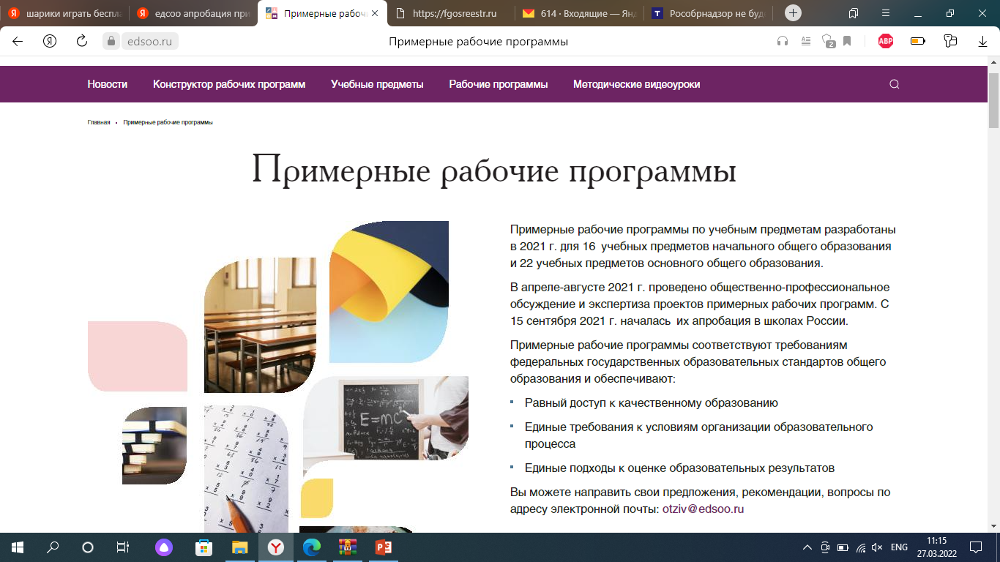 шарики играть беспла
едсоо апробация при
Примерные рабоч
https://fgosreestr.ru
614 · Входящие — Янд
Рособрнадзор не буд
edsoo.ru
Примерные рабочие программы
2
ABP
Новости
Конструктор рабочих программ
Учебные предметы
Рабочие программы
Методические видеоуроки
Главная • Примерные рабочие программы
Примерные рабочие программы
Примерные рабочие программы по учебным предметам разработаны
в 2021 г. для 16 учебных предметов начального общего образования
и 22 учебных предметов основного общего образования.
В апреле-августе 2021 г. проведено общественно-профессиональное
обсуждение и экспертиза проектов примерных рабочих программ. С
15 сентября 2021 г. началась их апробация в школах России.
Примерные рабочие программы соответствуют требованиям
федеральных государственных образовательных стандартов общего
образования и обеспечивают:
Равный доступ к качественному образованию
Единые требования к условиям организации образовательного
процесса
Единые подходы к оценке образовательных результатов
Вы можете направить свои предложения, рекомендации, вопросы по
адресу электронной почты: otziv@edsoo.ru
E=mc²
ENG
11:15
27.03.2022